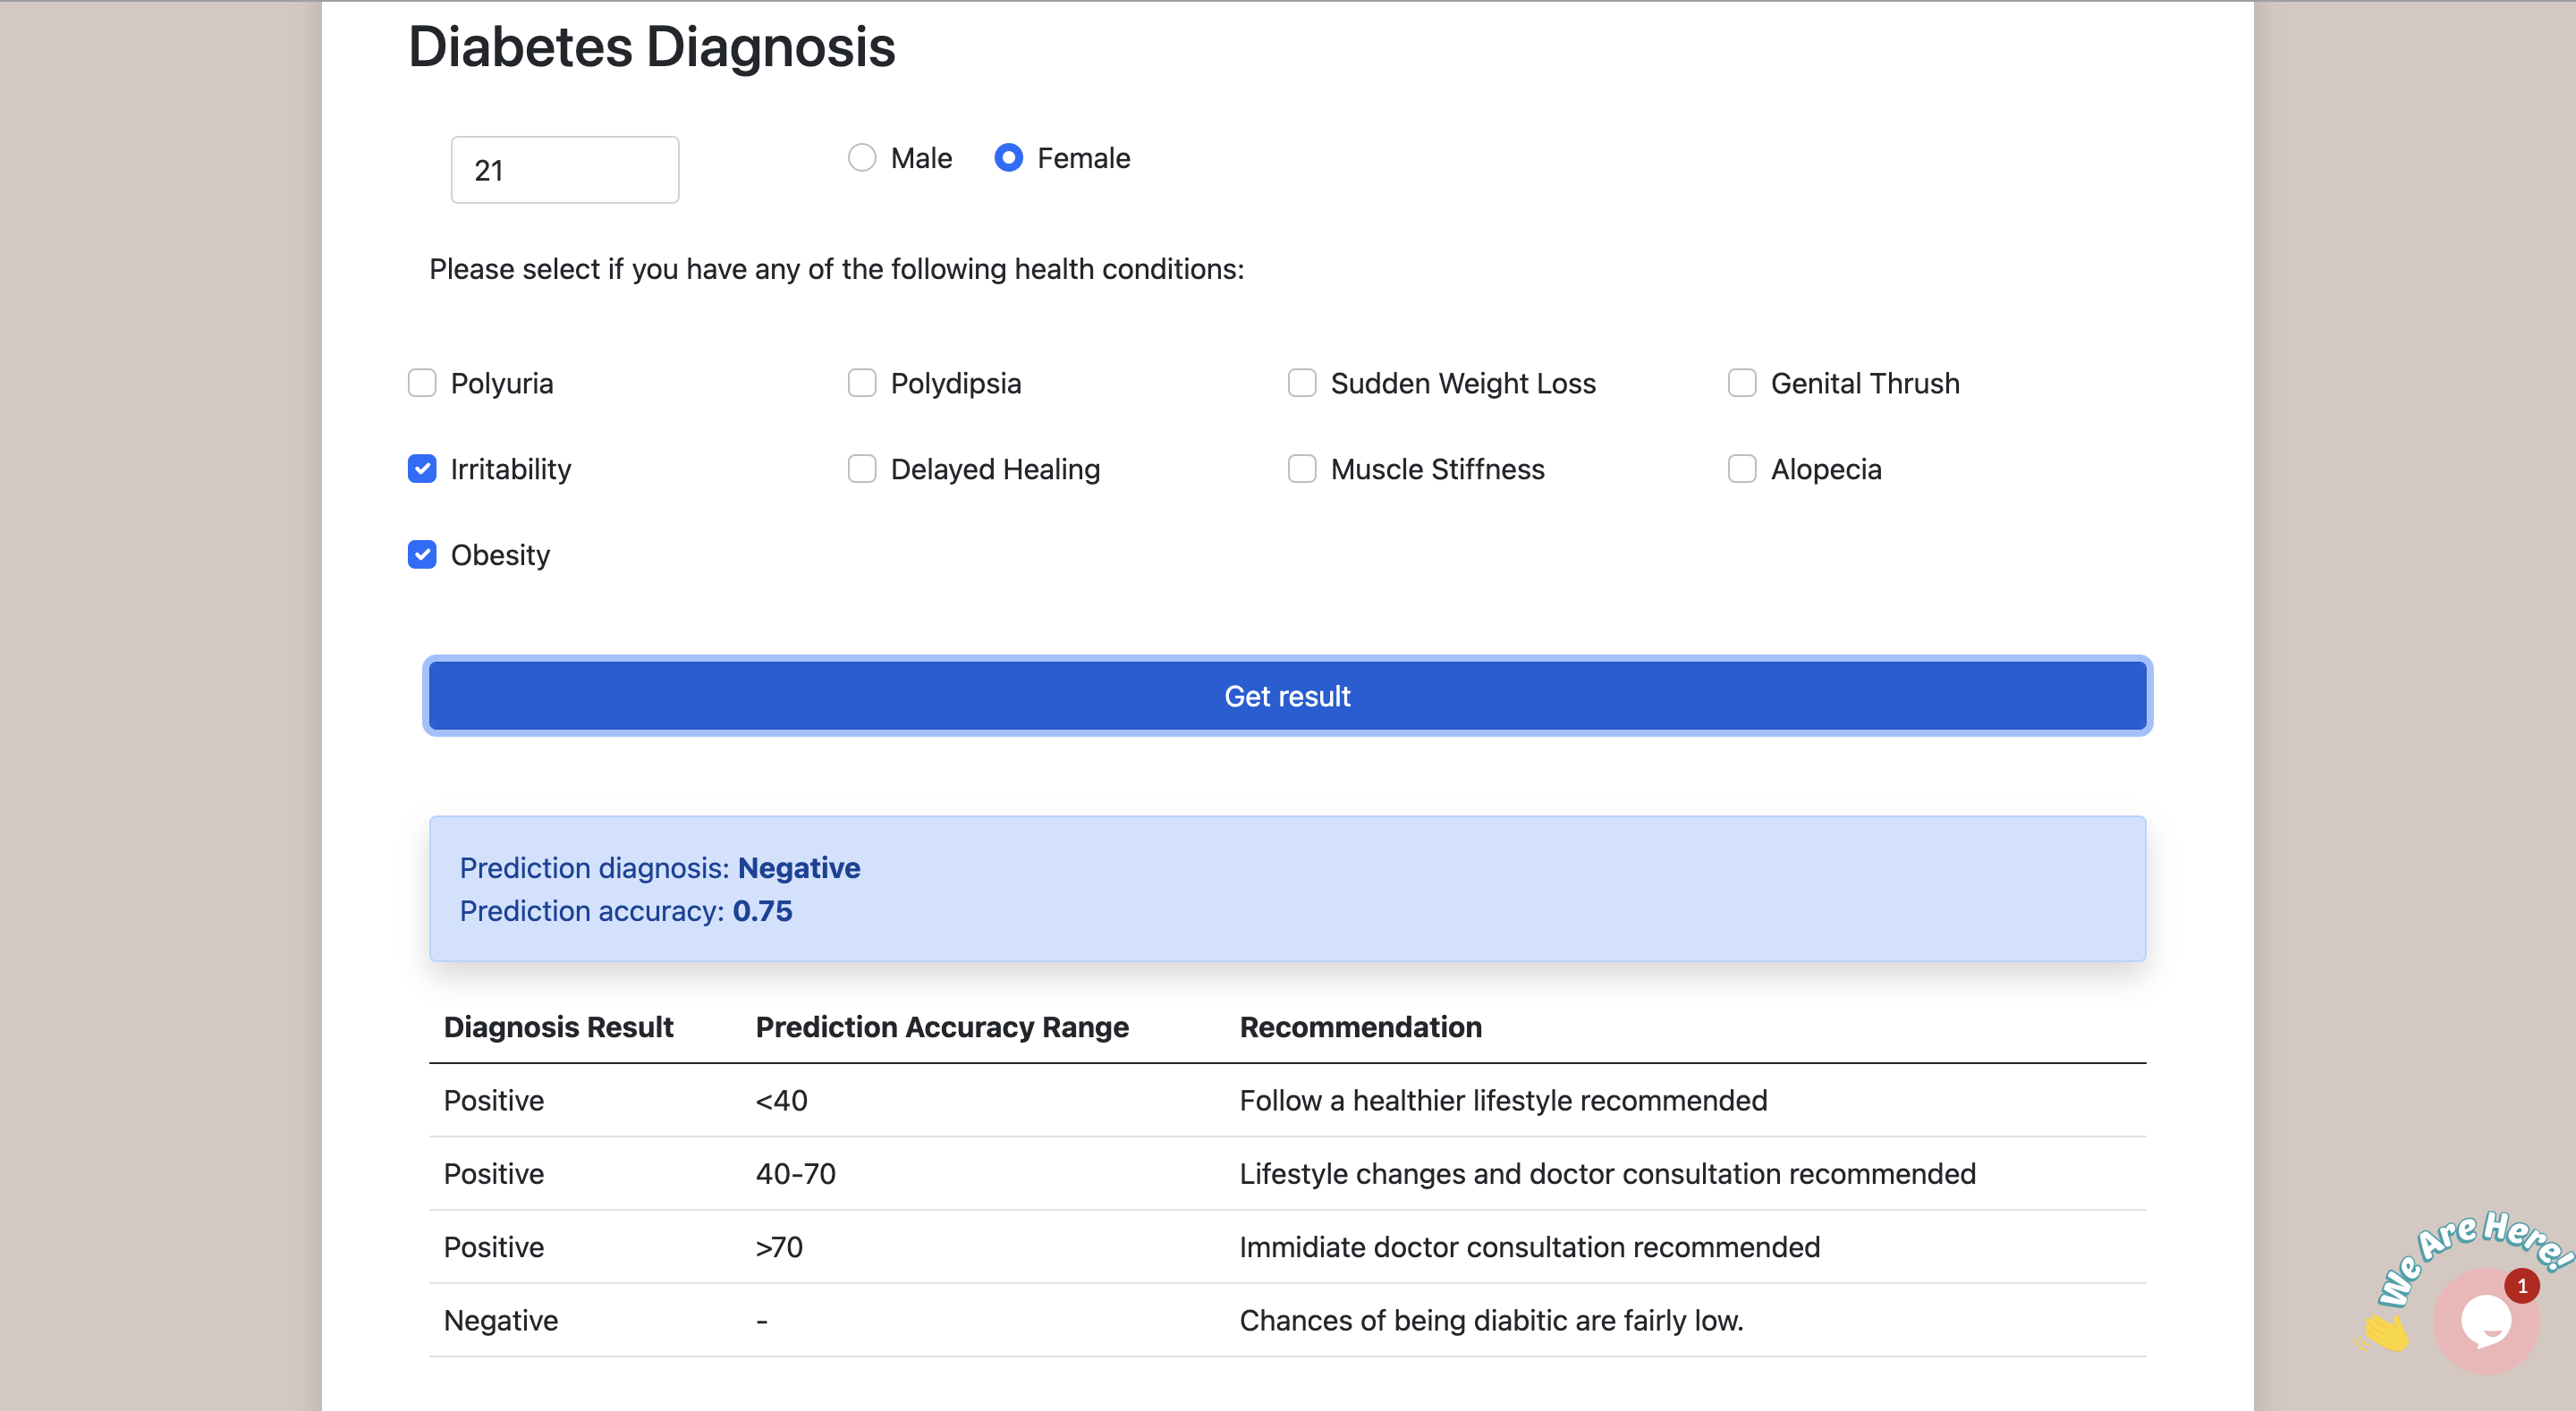 Diabetes Diagnosis
21 Male Female
Please select if you have any of the following health conditions:
Polyuria Polydipsia Sudden Weight Loss Genital Thrush
Irritability Delayed Healing Muscle Stiffness Alopecia
Obesity
Get result
Prediction diagnosis: Negative
Prediction accuracy: 0.75
Diagnosis Result Prediction Accuracy Range Recommendation
Positive <40 Follow a healthier lifestyle recommended
Positive 40-70 Lifestyle changes and doctor consultation recommended
Positive >70 Immidiate doctor consultation recommended
Negative - Chances of being diabitic are fairly low.
We Are Here!
1